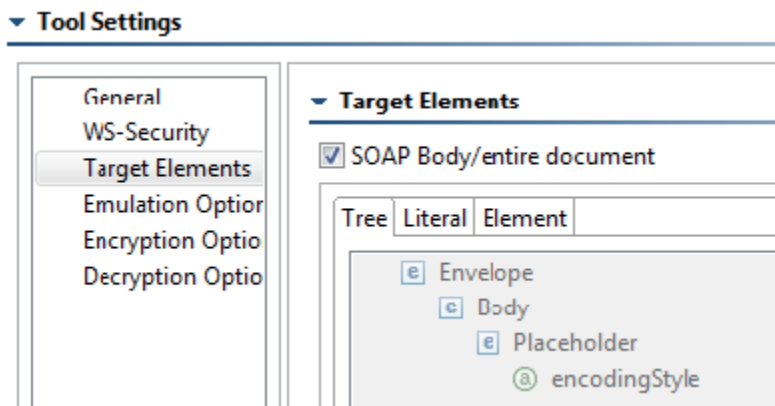 Tool Settings
General
WS-Security
Target Elements
Emulation Option
Encryption Optio
Decryption Optio
Target Elements
SOAP Body/entire document
Tree Literal Element
e Envelope
c Body
e Placeholder
a encodingStyle